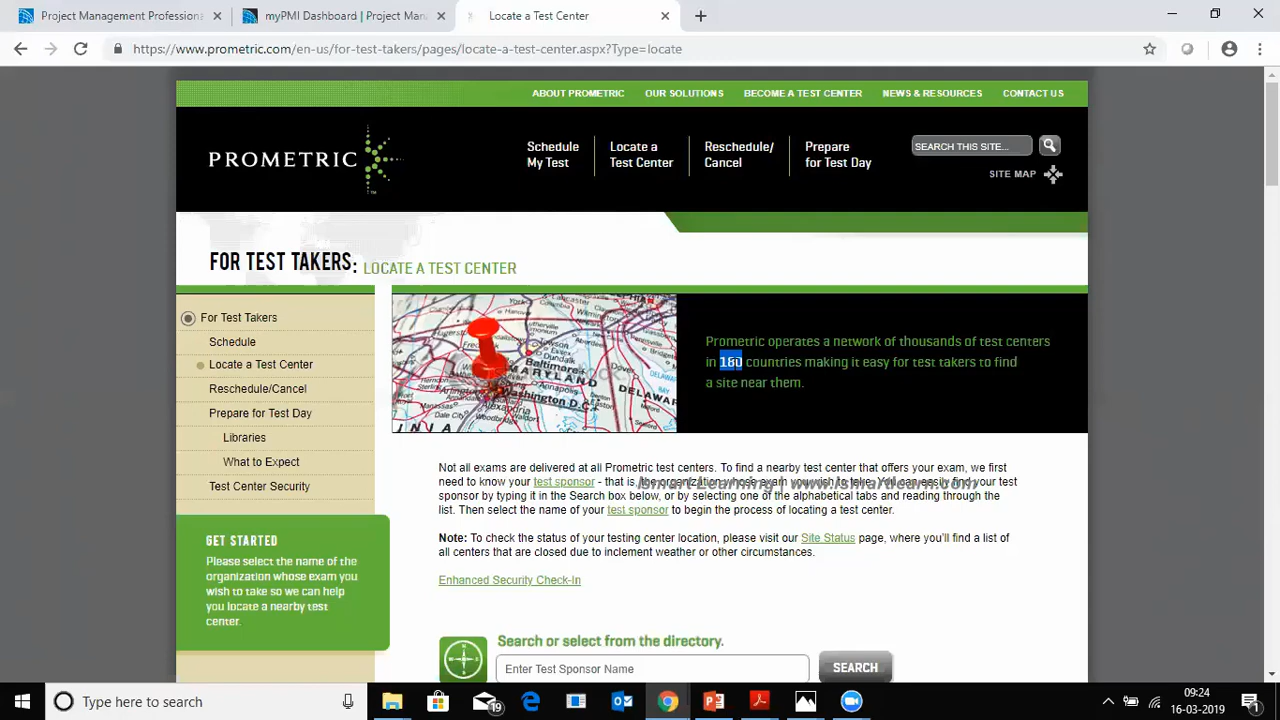 Project Management Professiona
myPMI Dashboard | Project Man
Locate a Test Center
https://www.prometric.com/en-us/for-test-takers/pages/locate-a-test-center.aspx?Type=locate
ABOUT PROMETRIC OUR SOLUTIONS BECOME A TEST CENTER NEWS & RESOURCES CONTACT US
PROMETRIC
Schedule
My Test
Locate a
Test Center
Reschedule/
Cancel
Prepare
for Test Day
SEARCH THIS SITE...
SITE MAP
FOR TEST TAKERS: LOCATE A TEST CENTER
For Test Takers
Schedule
Locate a Test Center
Reschedule/Cancel
Prepare for Test Day
Libraries
What to Expect
Test Center Security
GET STARTED
Please select the name of the
organization whose exam you
wish to take so we can help
you locate a nearby test
center.
Baltimore
MARYLAND
Washington D.C.
DELAWARE
Prometric operates a network of thousands of test centers
in 180 countries making it easy for test takers to find
a site near them.
Not all exams are delivered at all Prometric test centers. To find a nearby test center that offers your exam, we first
need to know your test sponsor - that is, the organization whose exam you wish to take. You can easily find your test
sponsor by typing it in the Search box below, or by selecting one of the alphabetical tabs and reading through the
list. Then select the name of your test sponsor to begin the process of locating a test center.
iSmart Learning | www.ismartlearn.com
Note: To check the status of your testing center location, please visit our Site Status page, where you'll find a list of
all centers that are closed due to inclement weather or other circumstances.
Enhanced Security Check-In
Search or select from the directory.
Enter Test Sponsor Name
SEARCH
Type here to search
19
09:24
16-03-2019
1